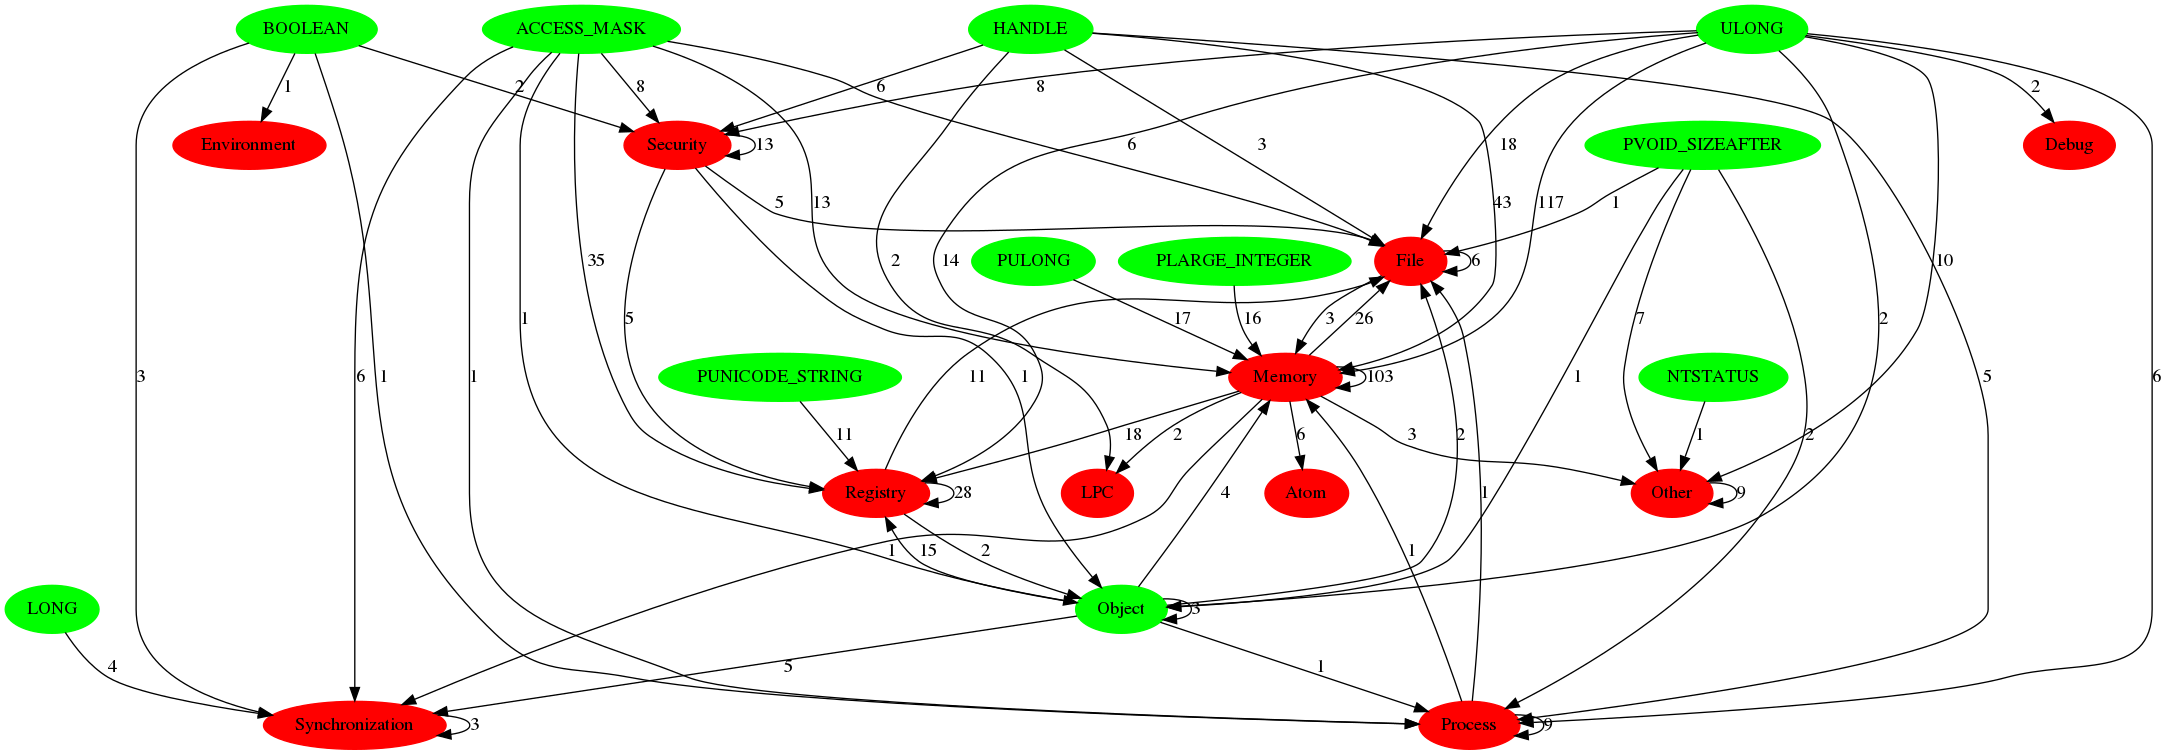 BOOLEAN
ACCESS_MASK
HANDLE
ULONG
1
2
8
6
8
2
Environment
Security
13
6
3
18
PVOID_SIZEAFTER
Debug
5
13
43
117
1
35
2
14
PULONG
PLARGE_INTEGER
File
6
10
1
5
17
16
3
26
7
2
3
6
1
1
PUNICODE_STRING
11
Memory
103
1
NTSTATUS
5
6
11
18
2
6
3
2
1
Registry
28
LPC
Atom
4
2
1
Other
9
1
15
2
1
LONG
Object
3
4
5
1
Synchronization
3
Process
9